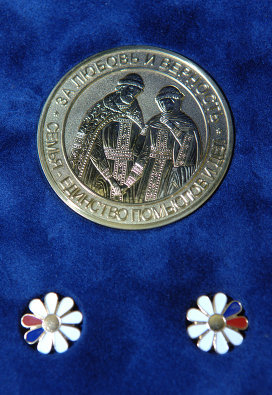 ЗА ЛЮБОВЬ И ВЕРНОСТЬ
СЕМЬЯ - ЕДИНСТВО ПОМЫСЛОВ И ДЕЛ